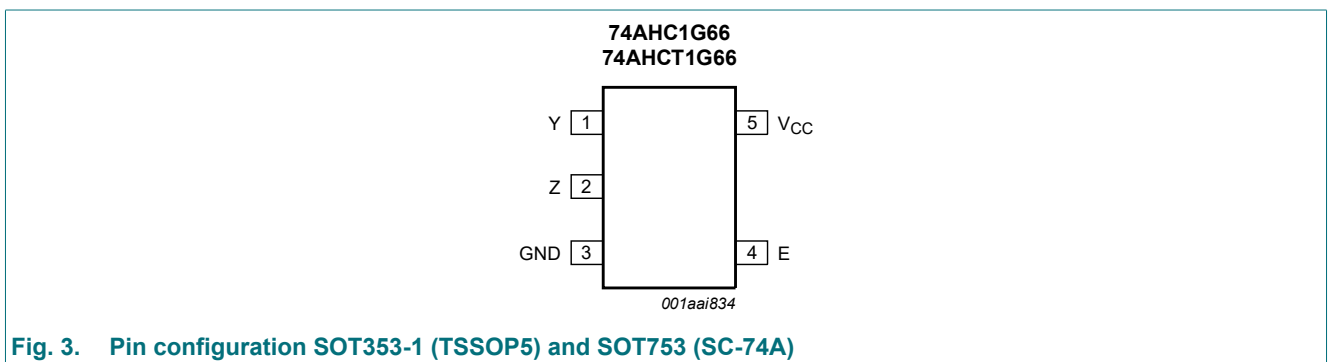 74AHC1G66
74AHCT1G66
Y 1
5 VCC
Z 2
GND 3
4 E
001aai834
Fig. 3. Pin configuration SOT353-1 (TSSOP5) and SOT753 (SC-74A)